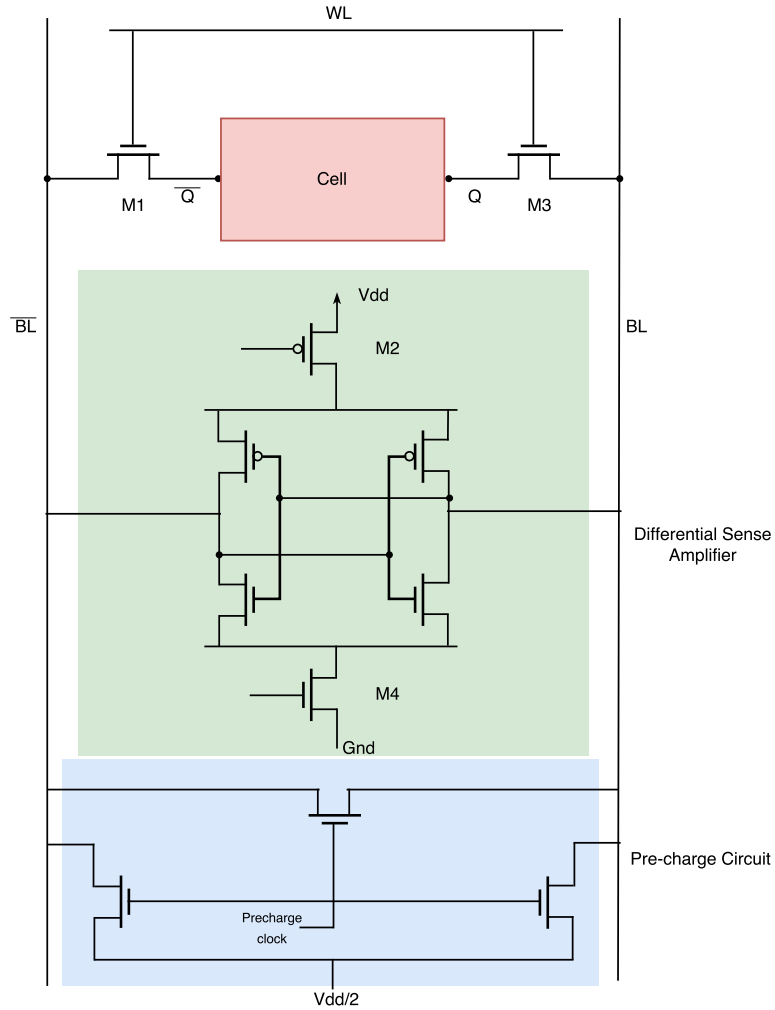 WL
Cell
M1
Q
Q
M3
BL
BL
Vdd
M2
Differential Sense
Amplifier
M4
Gnd
Pre-charge Circuit
Precharge
clock
Vdd/2